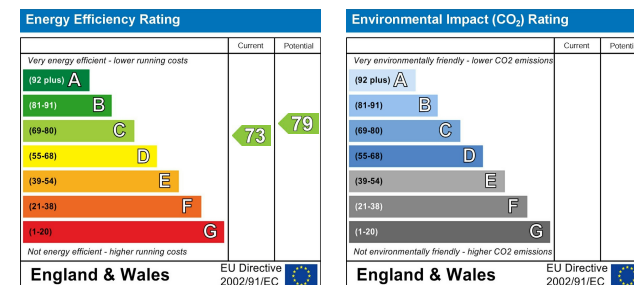 Energy Efficiency Rating
Current Potential
Very energy efficient - lower running costs
(92 plus) A
(81-91) B
(69-80) C
73 79
(55-68) D
(39-54) E
(21-38) F
(1-20) G
Not energy efficient - higher running costs
England & Wales
EU Directive
2002/91/EC
Environmental Impact (CO2) Rating
Current Potenti
Very environmentally friendly - lower CO2 emissions
(92 plus) A
(81-91) B
(69-80) C
(55-68) D
(39-54) E
(21-38) F
(1-20) G
Not environmentally friendly - higher CO2 emissions
England & Wales
EU Directive
2002/91/EC